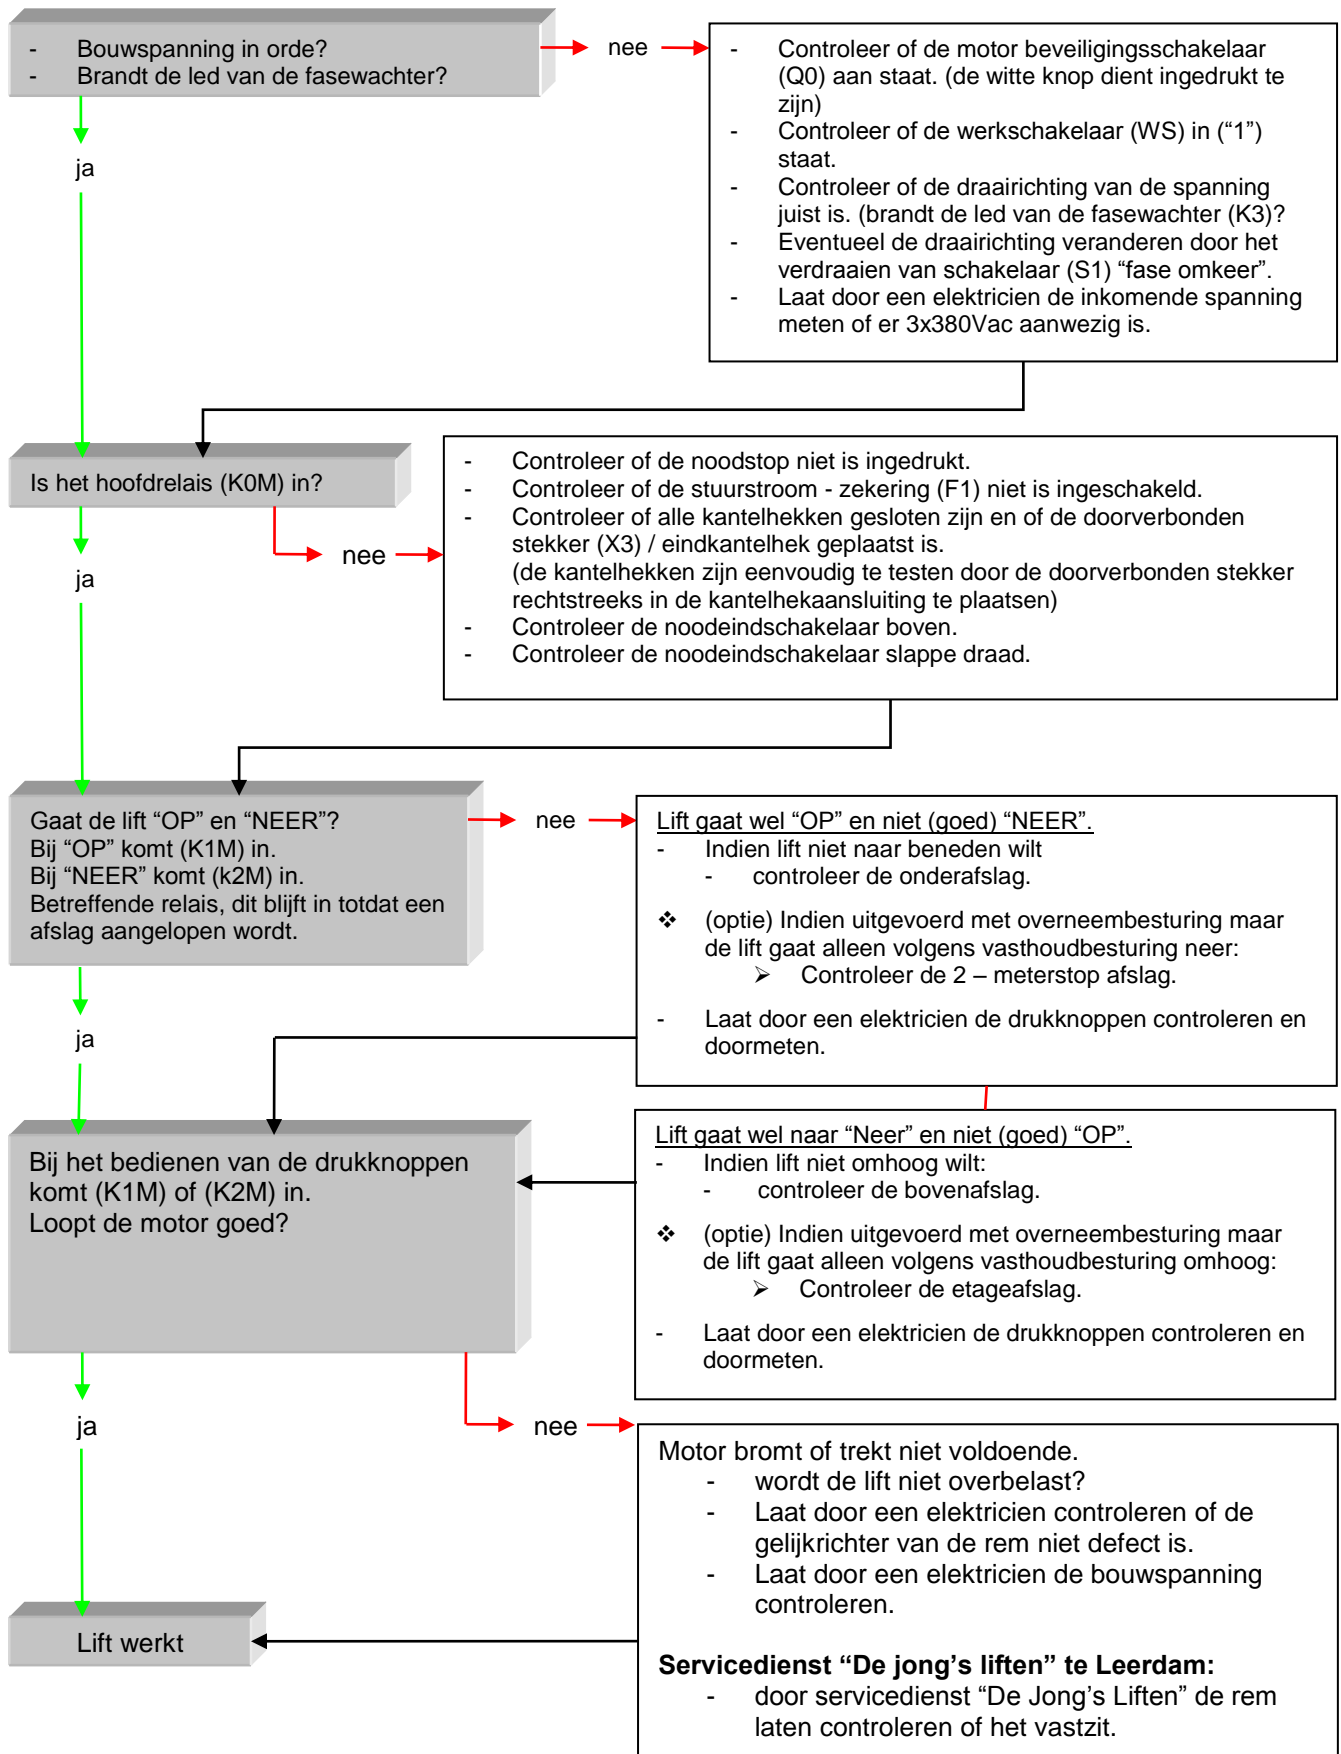 - Bouwspanning in orde?
- Brandt de led van de fasewachter?
nee
- Controleer of de motor beveiligingsschakelaar
(Q0) aan staat. (de witte knop dient ingedrukt te
zijn)
- Controleer of de werkschakelaar (WS) in (“1”)
staat.
- Controleer of de draairichting van de spanning
juist is. (brandt de led van de fasewachter (K3)?
- Eventueel de draairichting veranderen door het
verdraaien van schakelaar (S1) “fase omkeer”.
- Laat door een elektricien de inkomende spanning
meten of er 3x380Vac aanwezig is.
ja
Is het hoofdrelais (K0M) in?
nee
- Controleer of de noodstop niet is ingedrukt.
- Controleer of de stuurstroom - zekering (F1) niet is ingeschakeld.
- Controleer of alle kantelhekken gesloten zijn en of de doorverbonden
stekker (X3) / eindkantelhek geplaatst is.
(de kantelhekken zijn eenvoudig te testen door de doorverbonden stekker
rechtstreeks in de kantelhekaansluiting te plaatsen)
- Controleer de noodeindschakelaar boven.
- Controleer de noodeindschakelaar slappe draad.
ja
Gaat de lift “OP” en “NEER”?
Bij “OP” komt (K1M) in.
Bij “NEER” komt (k2M) in.
Betreffende relais, dit blijft in totdat een
afslag aangelopen wordt.
nee
Lift gaat wel “OP” en niet (goed) “NEER”.
- Indien lift niet naar beneden wilt
- controleer de onderafslag.
❖ (optie) Indien uitgevoerd met overneembesturing maar
de lift gaat alleen volgens vasthoudbesturing neer:
➢ Controleer de 2 – meterstop afslag.
- Laat door een elektricien de drukknoppen controleren en
doormeten.
ja
Bij het bedienen van de drukknoppen
komt (K1M) of (K2M) in.
Loopt de motor goed?
Lift gaat wel naar “Neer” en niet (goed) “OP”.
- Indien lift niet omhoog wilt:
- controleer de bovenafslag.
❖ (optie) Indien uitgevoerd met overneembesturing maar
de lift gaat alleen volgens vasthoudbesturing omhoog:
➢ Controleer de etageafslag.
- Laat door een elektricien de drukknoppen controleren en
doormeten.
ja
nee
Motor bromt of trekt niet voldoende.
- wordt de lift niet overbelast?
- Laat door een elektricien controleren of de
gelijkrichter van de rem niet defect is.
- Laat door een elektricien de bouwspanning
controleren.
Servicedienst “De jong’s liften” te Leerdam:
- door servicedienst “De Jong’s Liften” de rem
laten controleren of het vastzit.
Lift werkt